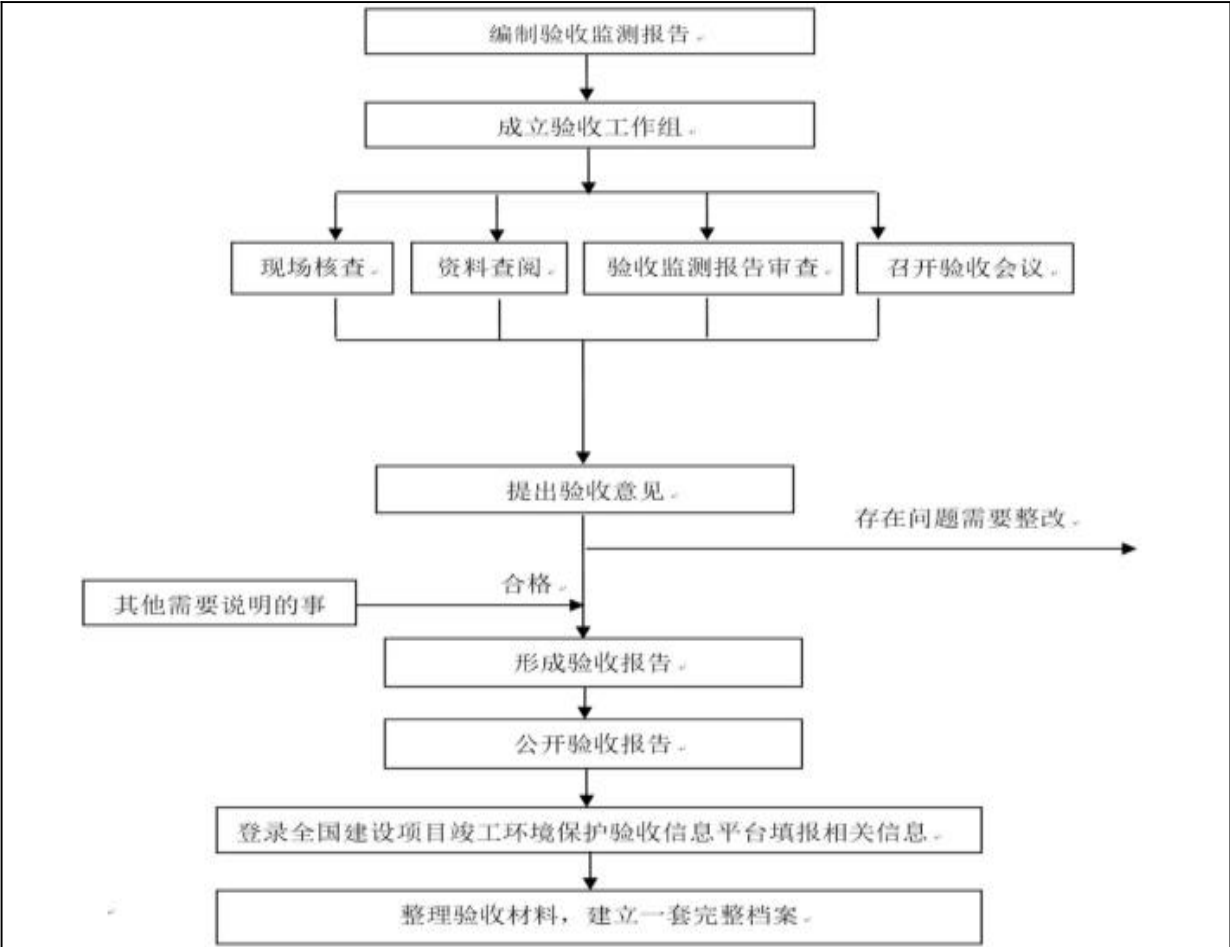 编制验收监测报告
成立验收工作组
现场核查
资料查阅
验收监测报告审查
召开验收会议
提出验收意见
存在问题需要整改
合格
其他需要说明的事
形成验收报告
公开验收报告
登录全国建设项目竣工环境保护验收信息平台填报相关信息
整理验收材料，建立一套完整档案